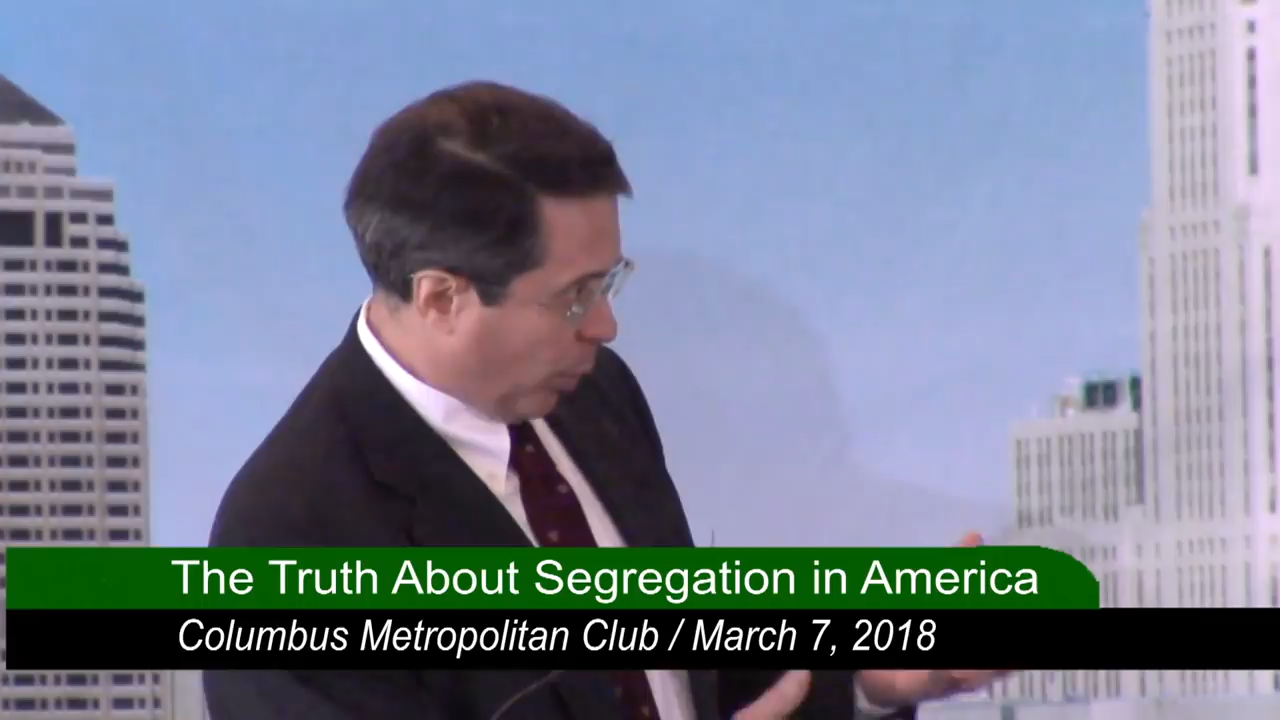 The Truth About Segregation in America
Columbus Metropolitan Club / March 7, 2018